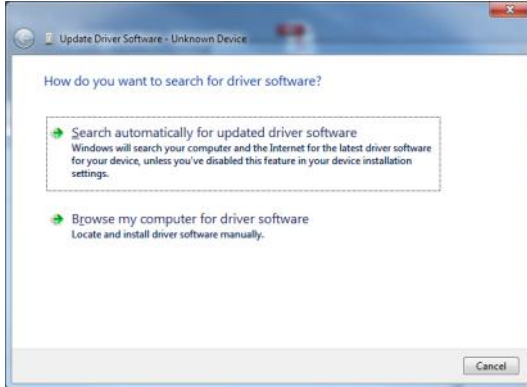 Update Driver Software - Unknown Device
How do you want to search for driver software?
Search automatically for updated driver software
Windows will search your computer and the Internet for the latest driver software
for your device, unless you've disabled this feature in your device installation
settings.
Browse my computer for driver software
Locate and install driver software manually.
Cancel